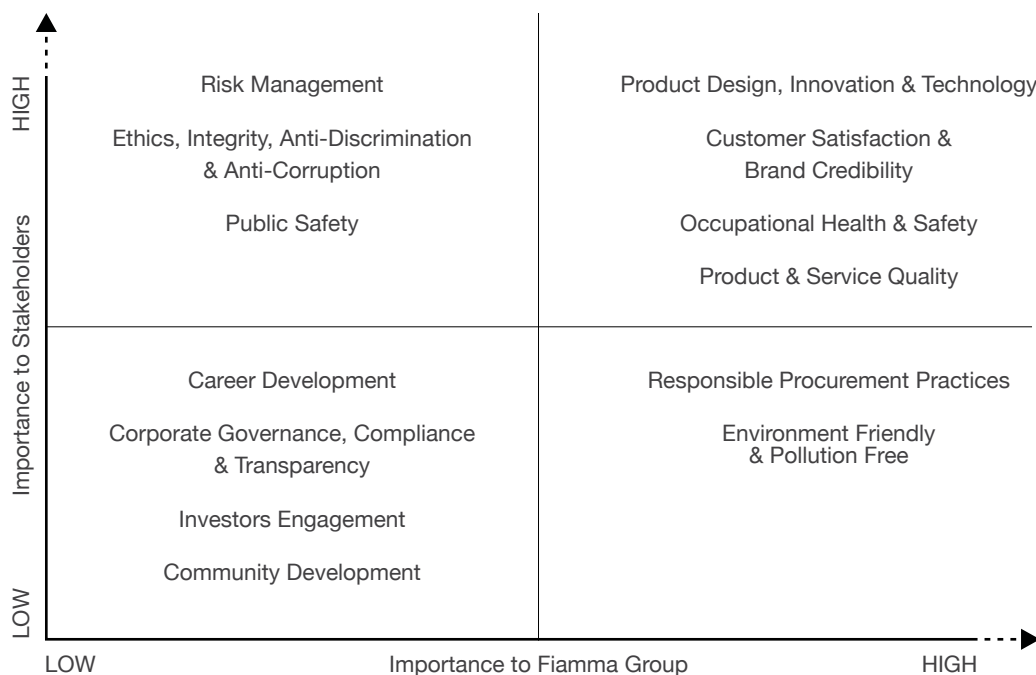 HIGH
Importance to Stakeholders
LOW
Risk Management
Ethics, Integrity, Anti-Discrimination
& Anti-Corruption
Public Safety
Product Design, Innovation & Technology
Customer Satisfaction &
Brand Credibility
Occupational Health & Safety
Product & Service Quality
Career Development
Corporate Governance, Compliance
& Transparency
Investors Engagement
Community Development
Responsible Procurement Practices
Environment Friendly
& Pollution Free
LOW
Importance to Fiamma Group
HIGH